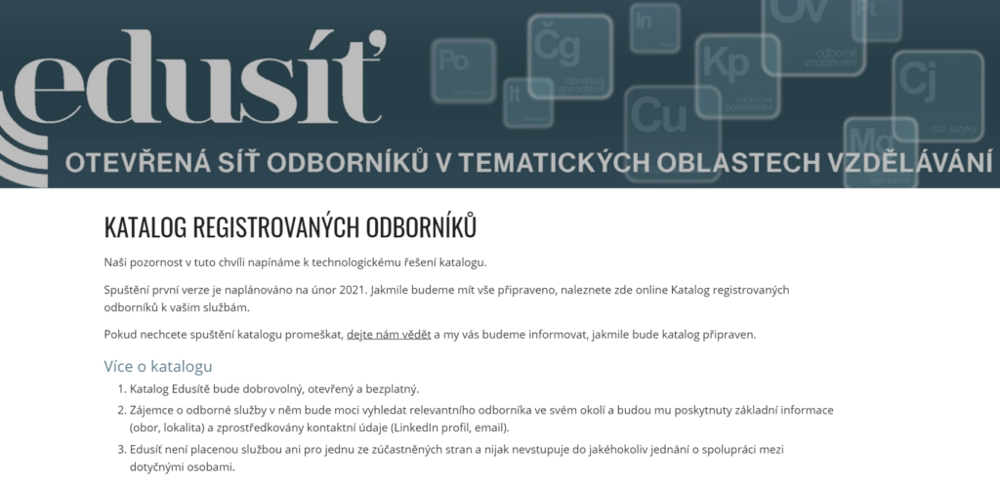 edusíť
Po
Čg
čtenářská
gramotnost
In
It
Kp
kariérové
poradenství
Cu
Ov
odborné
vzdělávání
Pt
Cj
cizí jazyky
Mg
gramotnost
OTEVŘENÁ SÍŤ ODBORNÍKŮ V TEMATICKÝCH OBLASTECH VZDĚLÁVÁNÍ
KATALOG REGISTROVANÝCH ODBORNÍKŮ
Naši pozornost v tuto chvíli napínáme k technologickému řešení katalogu.
Spuštění první verze je naplánováno na únor 2021. Jakmile budeme mít vše připraveno, naleznete zde online Katalog registrovaných
odborníků k vašim službám.
Pokud nechcete spuštění katalogu promeškat, dejte nám vědět a my vás budeme informovat, jakmile bude katalog připraven.
Více o katalogu
1. Katalog Edusítě bude dobrovolný, otevřený a bezplatný.
2. Zájemce o odborné služby v něm bude moci vyhledat relevantního odborníka ve svém okolí a budou mu poskytnuty základní informace
(obor, lokalita) a zprostředkovány kontaktní údaje (LinkedIn profil, email).
3. Edusíť není placenou službou ani pro jednu ze zúčastněných stran a nijak nevstupuje do jakéhokoliv jednání o spolupráci mezi
dotyčnými osobami.